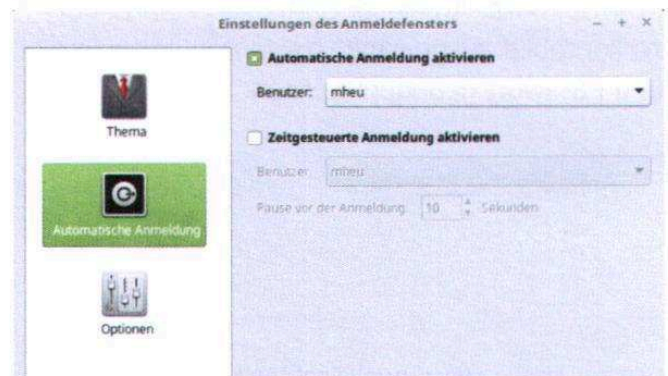 Einstellungen des Anmeldefensters
Thema
Automatische Anmeldung
Optionen
Automatische Anmeldung aktivieren
Benutzer: mheu
Zeitgesteuerte Anmeldung aktivieren
Benutzer: mheu
Pause vor der Anmeldung: 10 Sekunden